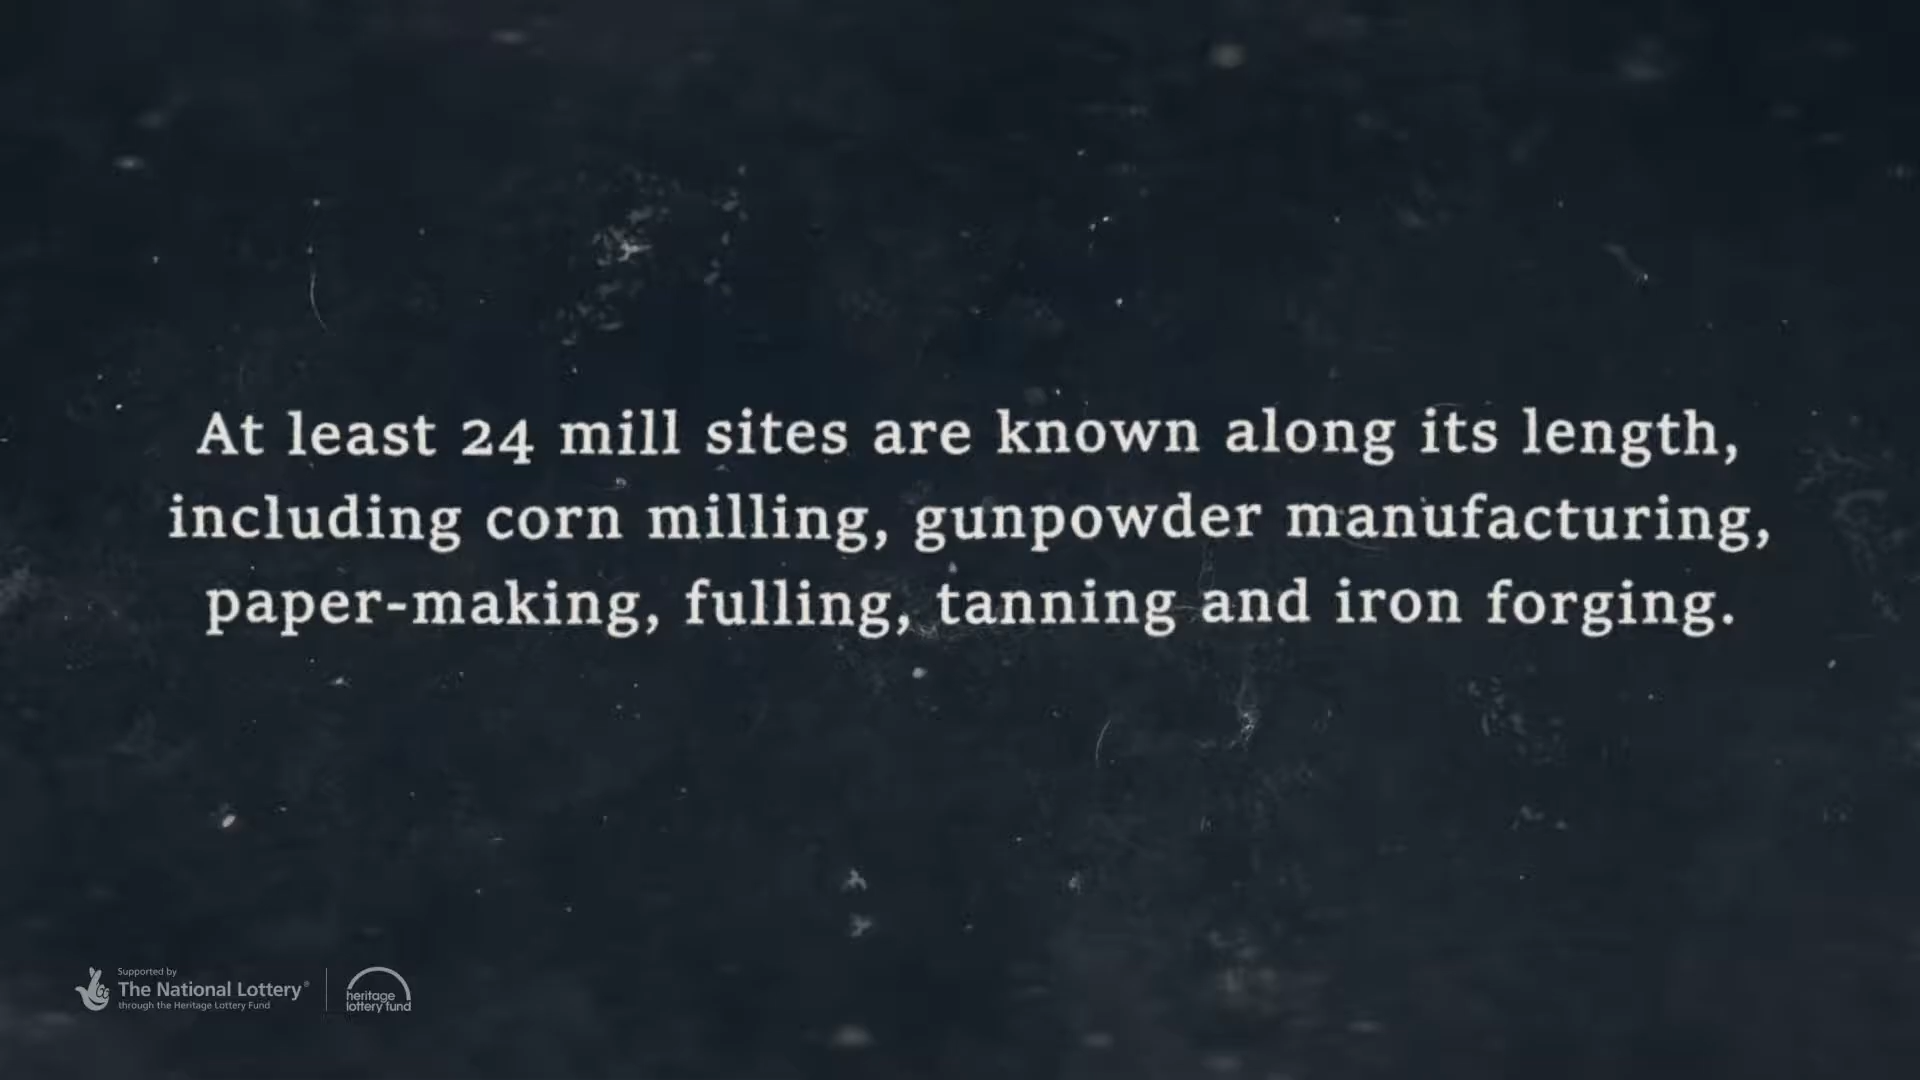 At least 24 mill sites are known along its length,
including corn milling, gunpowder manufacturing,
paper-making, fulling, tanning and iron forging.
Supported by
The National Lottery®
through the Heritage Lottery Fund
heritage
lottery fund